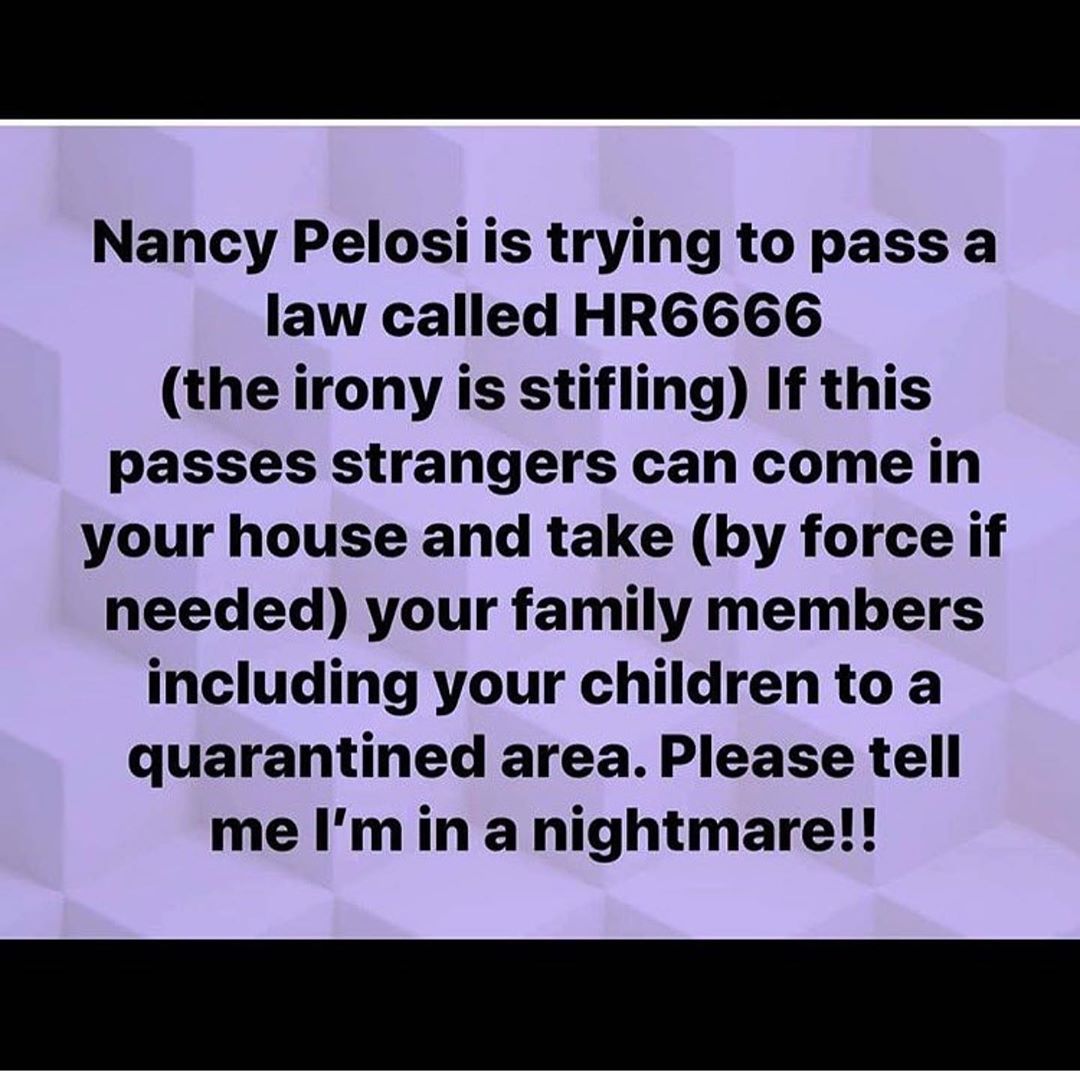 Nancy Pelosi is trying to pass a
law called HR6666
(the irony is stifling) If this
passes strangers can come in
your house and take (by force if
needed) your family members
including your children to a
quarantined area. Please tell
me I’m in a nightmare!!